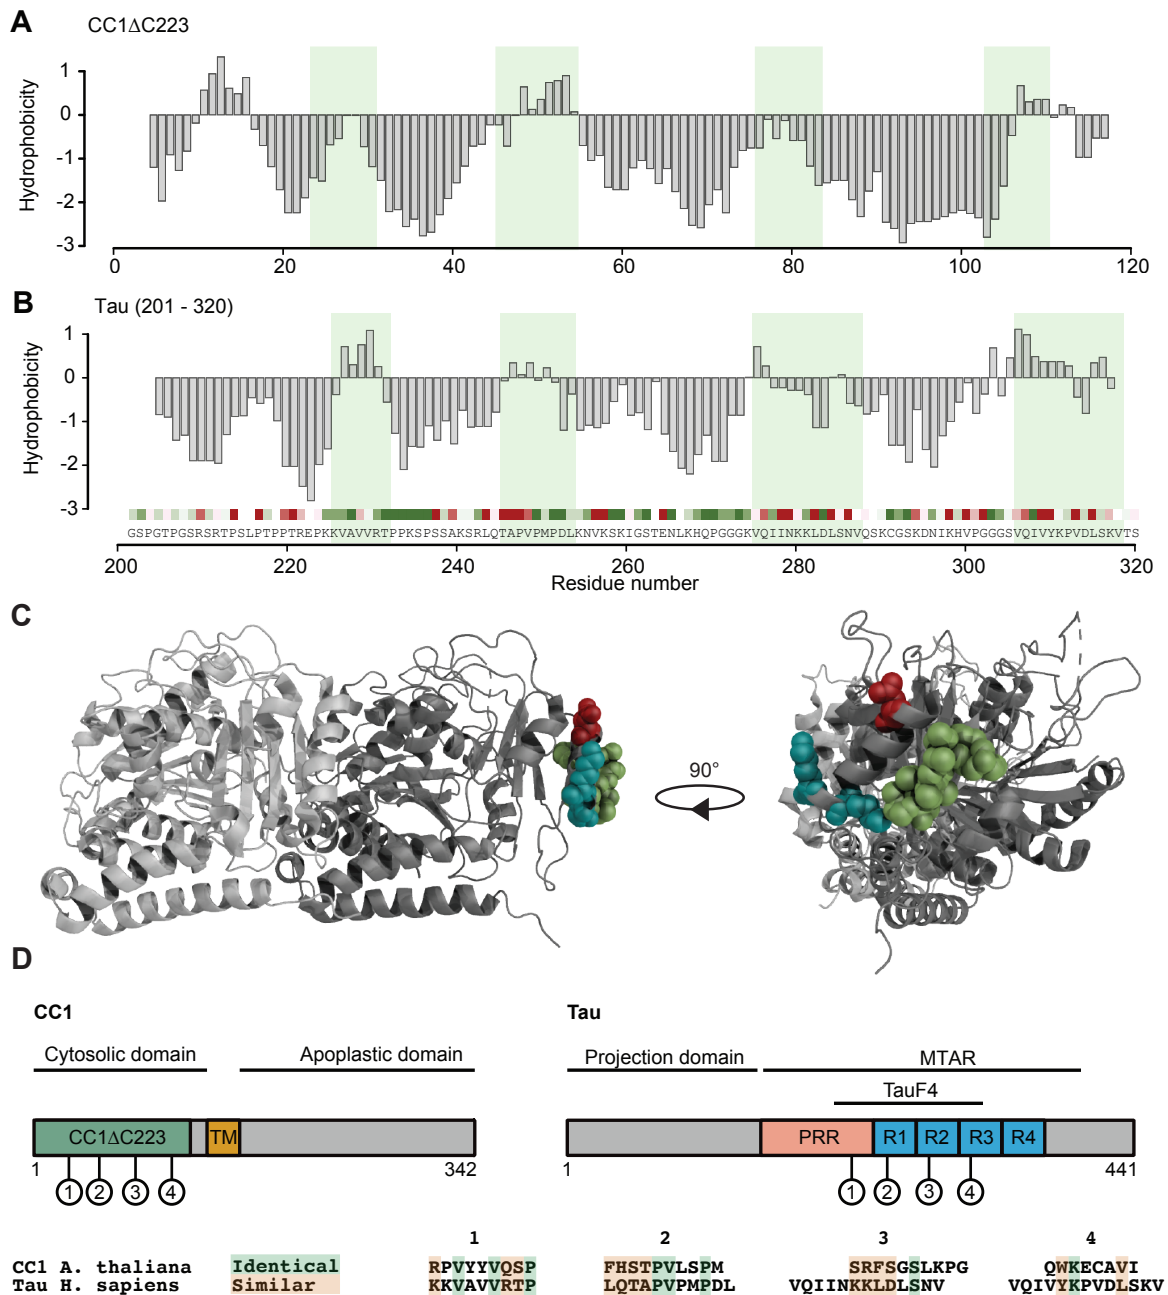 A
CC1ΔC223
Hydrophobicity
1
0
-1
-2
-3
0 20 40 60 80 100 120
B
Tau (201 - 320)
Hydrophobicity
1
0
-1
-2
-3
GSPGTPGSRSRTPSLPTPPTREPKKVAVVRTPPKSPSSAKSRLQTAPVPMPDLKNVKSKIGSTENLKHQPGGGKVQIINKKLDLSNVQSKCGSKDNIKHVPGGGSVQIVYKPVDLSKVTS
200 220 240 260 280 300 320
Residue number
C
90°
D
CC1 Tau
Cytosolic domain Apoplastic domain Projection domain MTAR
TauF4
CC1ΔC223 TM PRR R1 R2 R3 R4
1 342 1 441
1 2 3 4 1 2 3 4
1 2 3 4
CC1 A. thaliana Identical RPVYYVQSP FHSTPVLSPM SRFSGSLKPG QWKECAVI
Tau H. sapiens Similar KKVAVVRTP LQTAPVPMPDL VQIINKKLDLSNV VQIVYKPVDLSKV